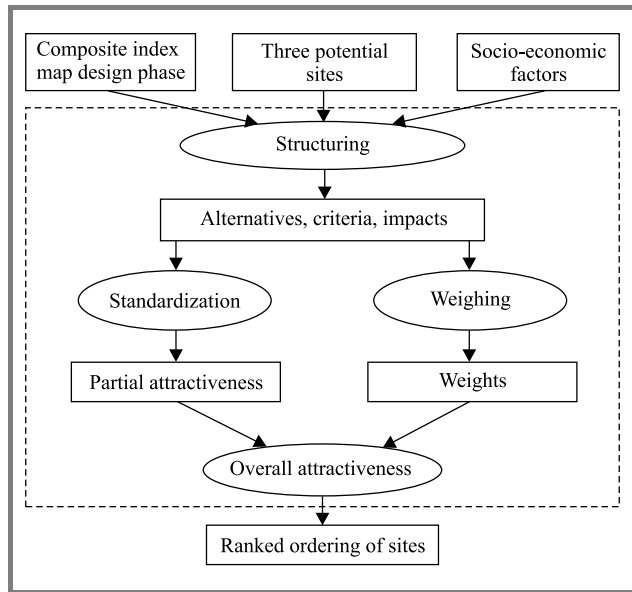 Composite index
map design phase
Three potential
sites
Socio-economic
factors
Structuring
Alternatives, criteria, impacts
Standardization
Weighing
Partial attractiveness
Weights
Overall attractiveness
Ranked ordering of sites